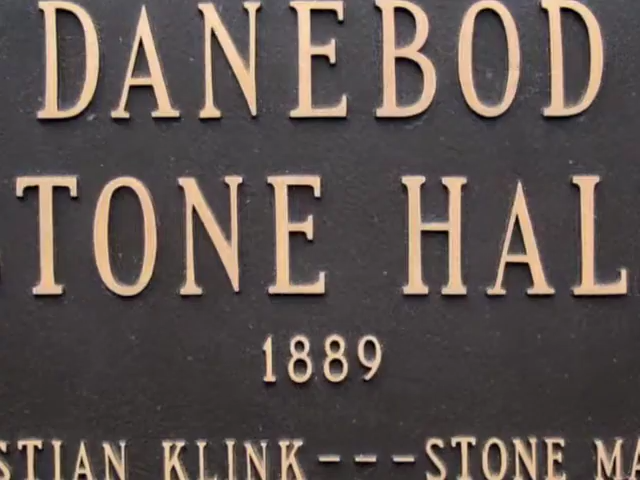 DANEBOD
TONE HAL
1889
STIAN KLINK---STONE MA